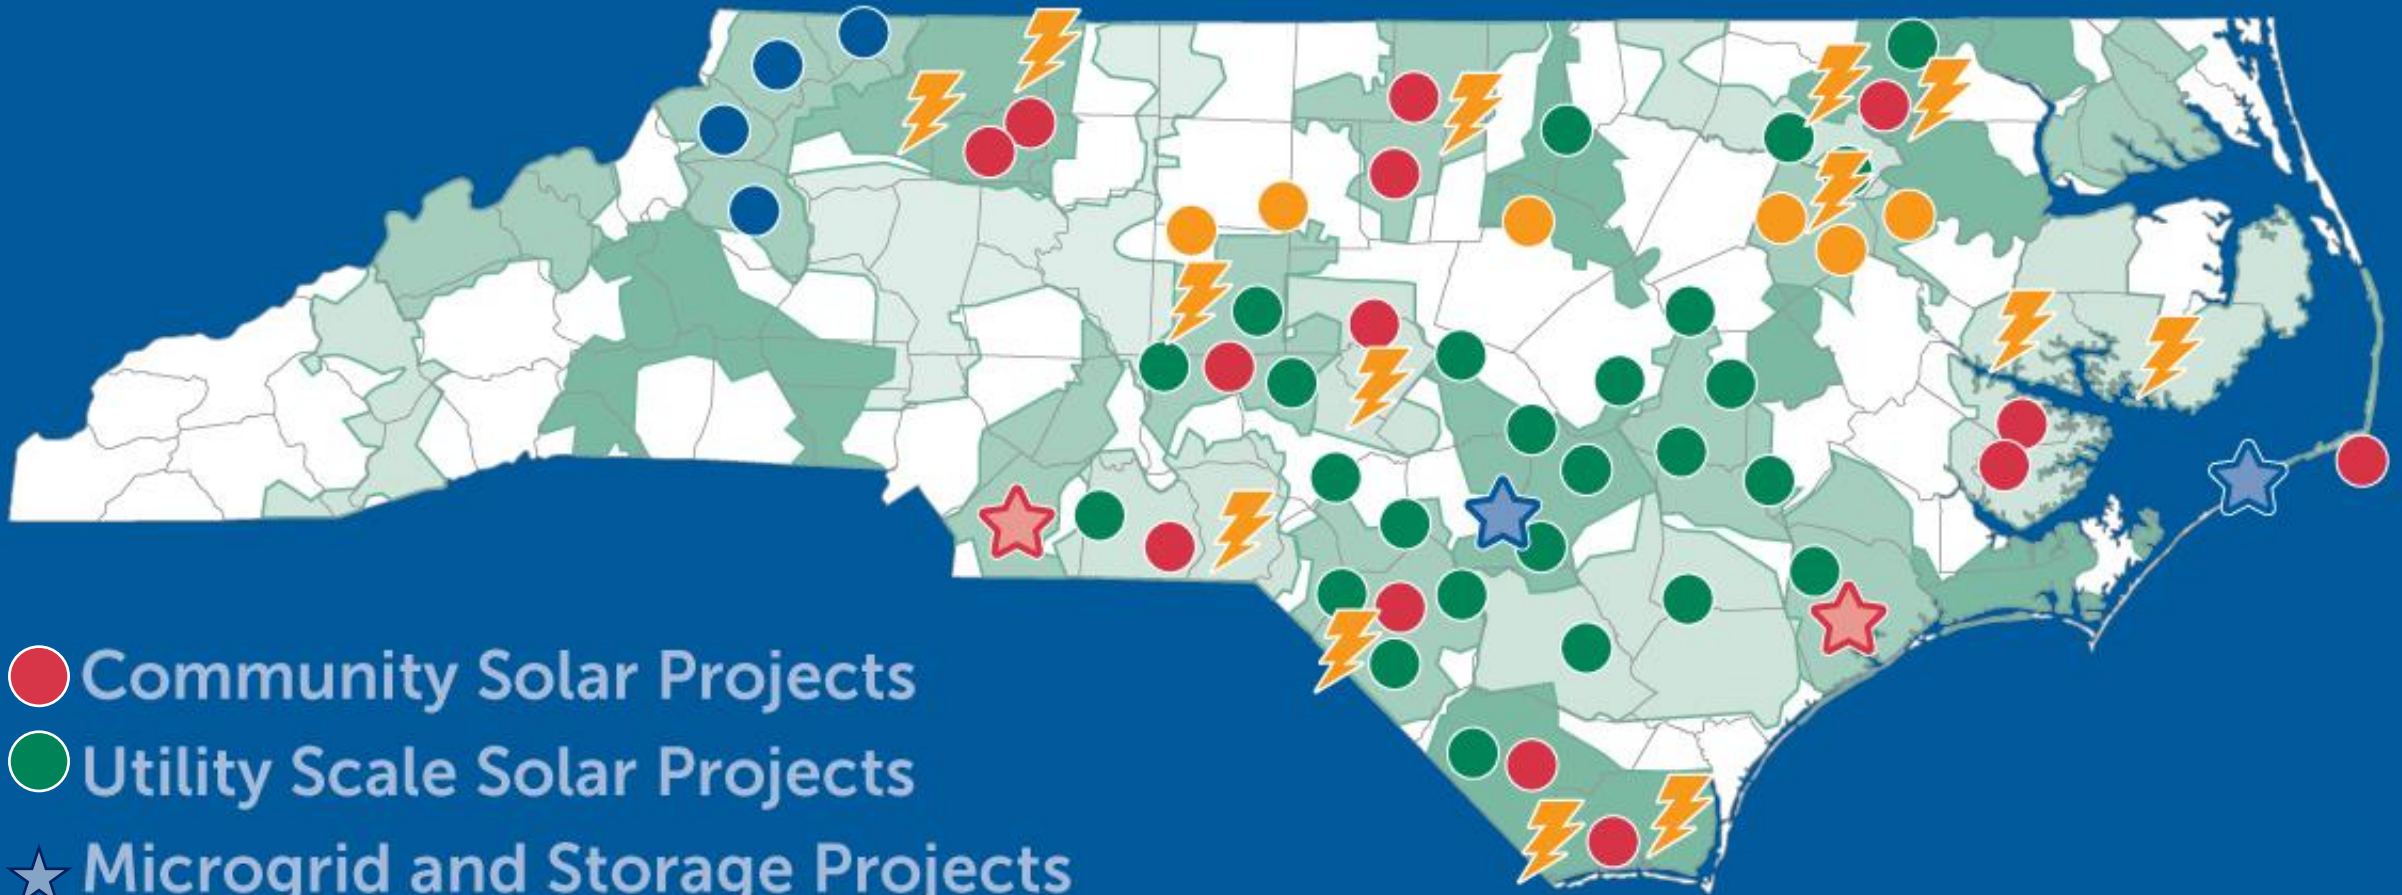 Community Solar Projects
Utility Scale Solar Projects
Microgrid and Storage Projects